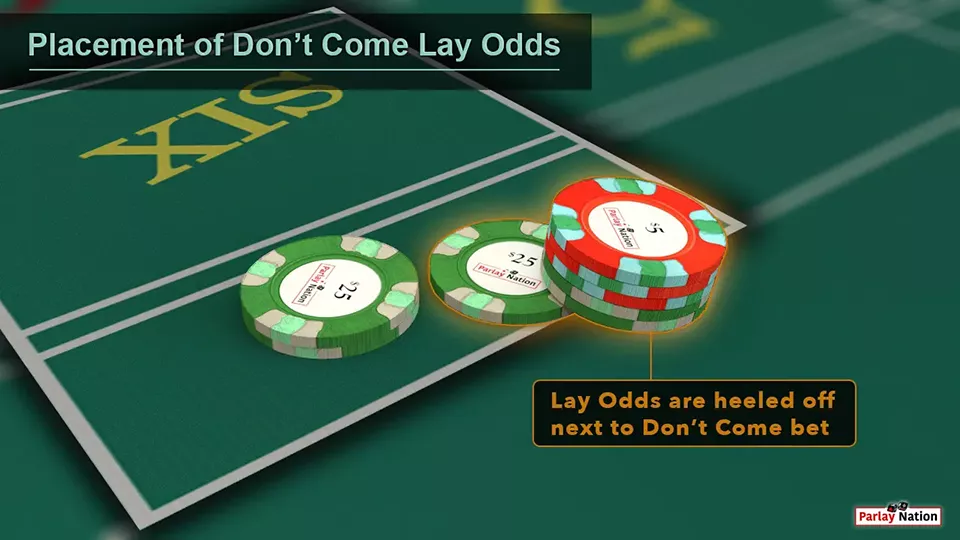 Placement of Don't Come Lay Odds
SIX
$25
Parlay Nation
$25
Parlay Nation
$5
Parlay Nation
Lay Odds are heeled off
next to Don't Come bet
Parlay Nation